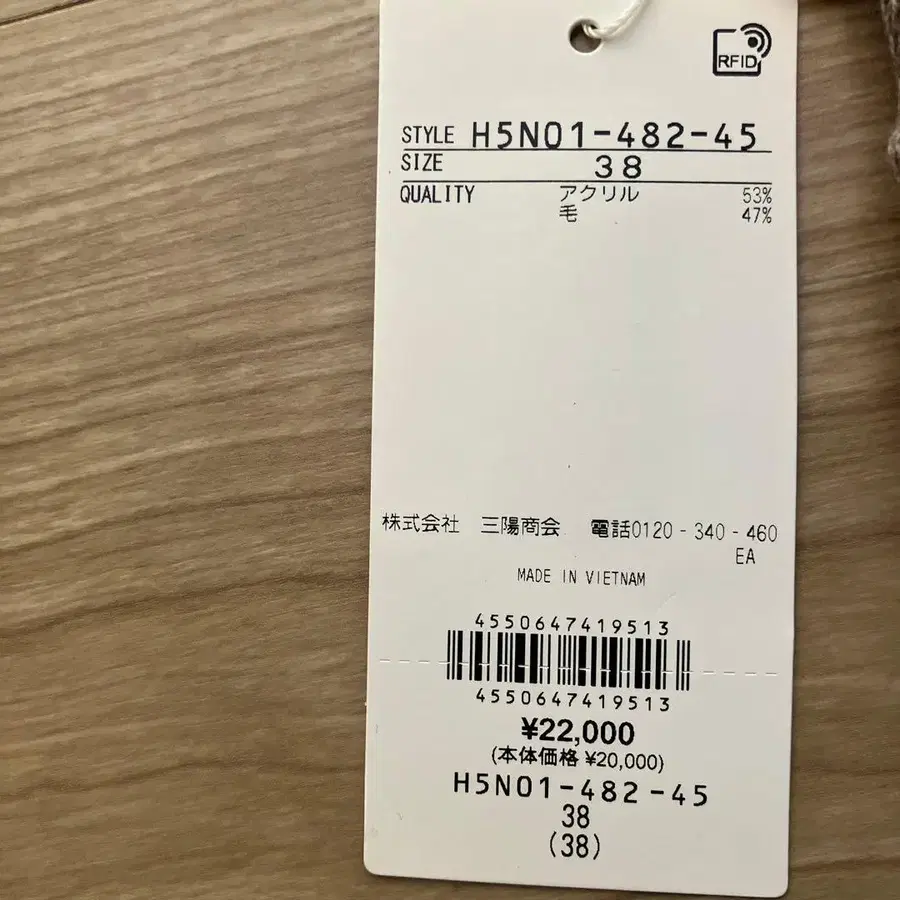 RFID
STYLE H5N01-482-45
SIZE 38
QUALITY アクリル 53%
毛 47%
株式会社 三陽商会 電話0120-340-460
EA
MADE IN VIETNAM
4550647419513
4550647419513
¥22,000
(本体価格 ¥20,000)
H5N01-482-45
38
(38)